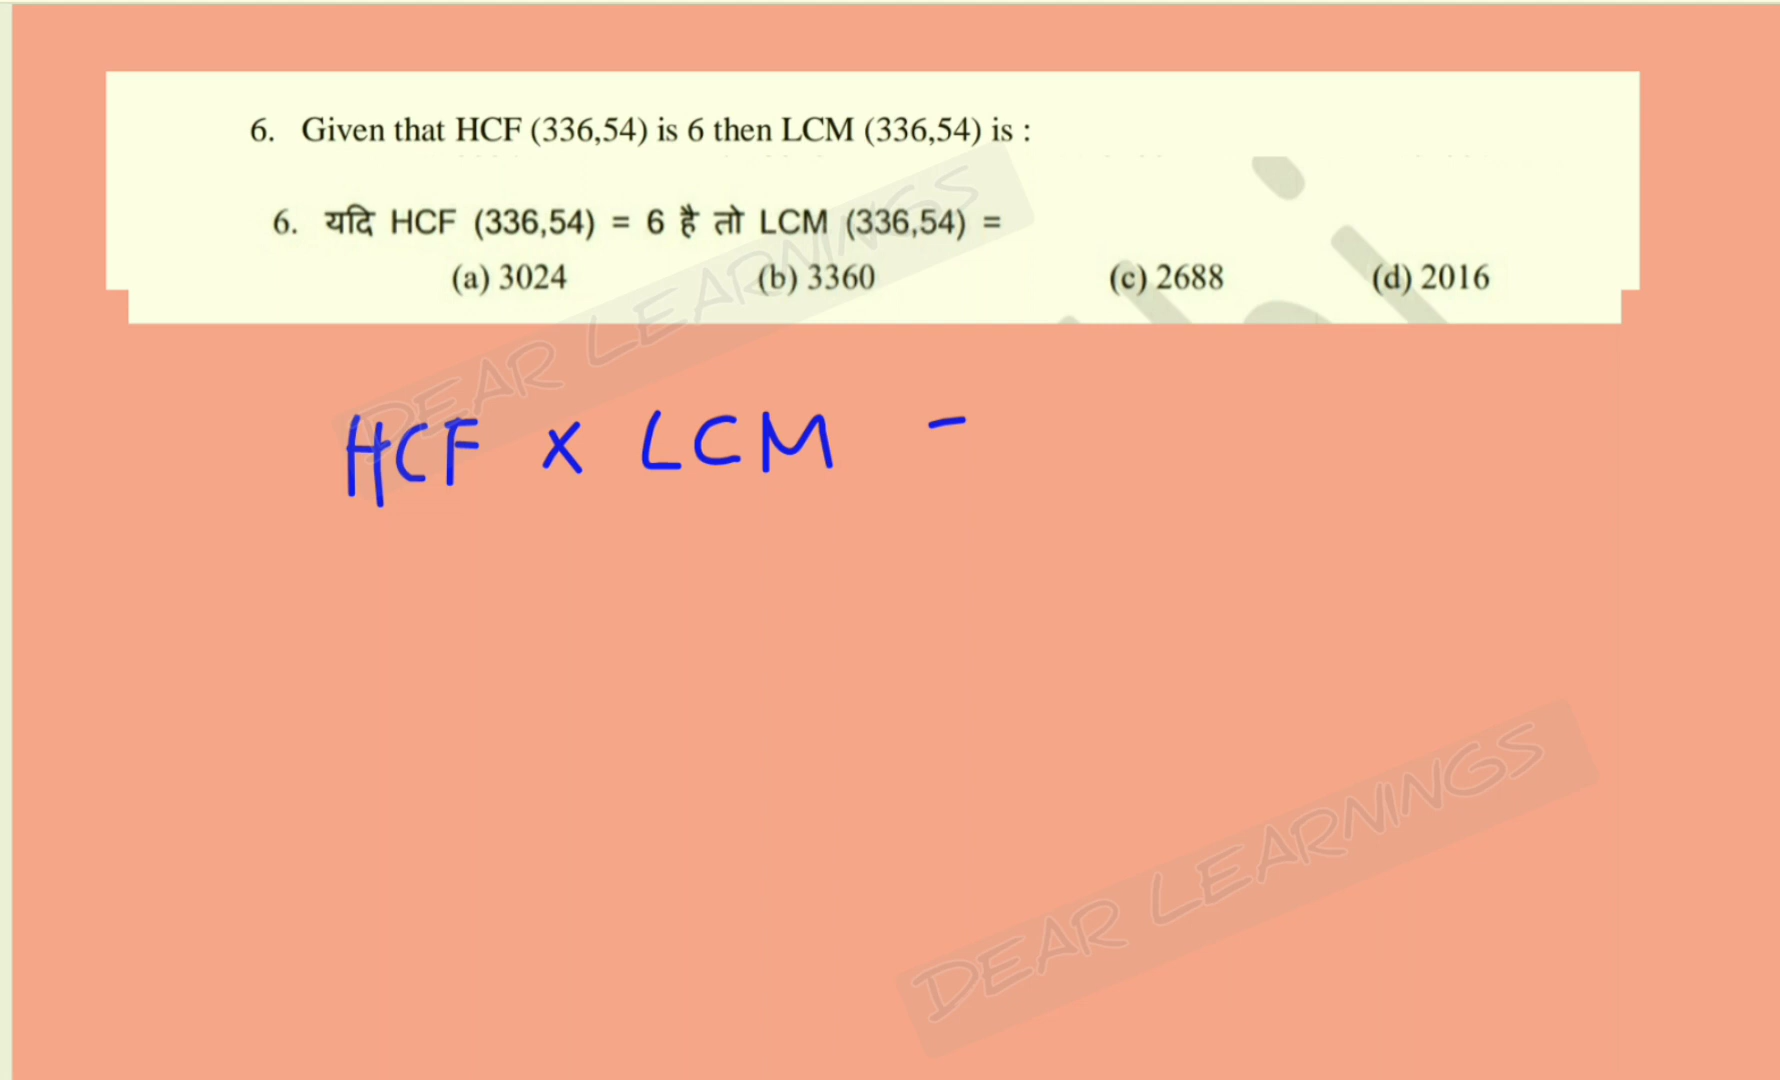 6. Given that HCF (336,54) is 6 then LCM (336,54) is :
6. यदि HCF (336,54) = 6 है तो LCM (336,54) =
(a) 3024 (b) 3360 (c) 2688 (d) 2016
HCF x LCM -
DEAR LEARNINGS
DEAR LEARNINGS